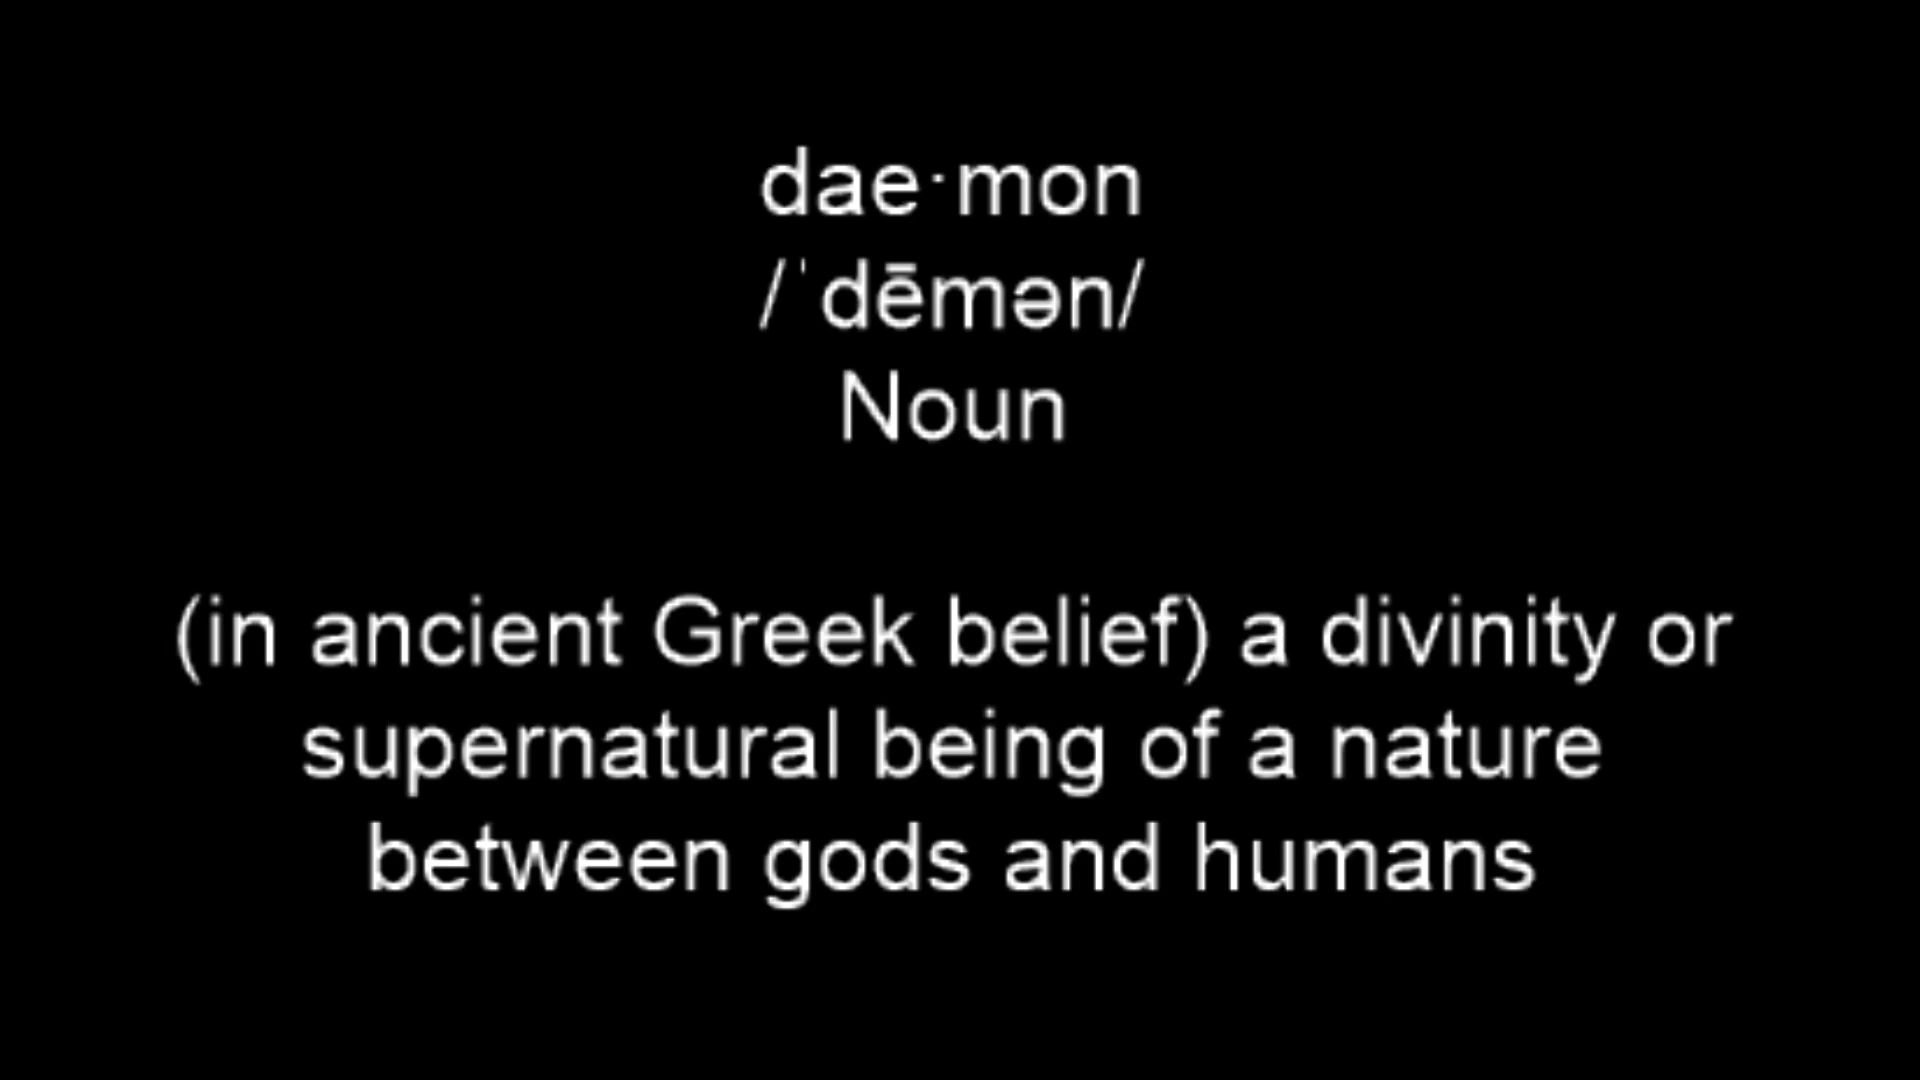 dae·mon
/ˈdēmən/
Noun
(in ancient Greek belief) a divinity or
supernatural being of a nature
between gods and humans